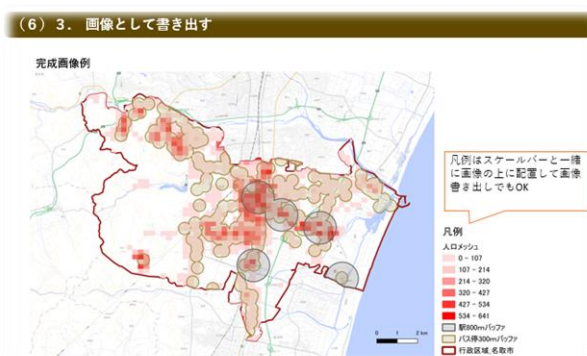 （６）３． 画像として書き出す
完成画像例
凡例はスケールバーと一緒
に画像の上に配置して画像
書き出しでもOK
凡例
人口メッシュ
0 - 107
107 - 214
214 - 320
320 - 427
427 - 534
534 - 641
駅800mバッファ
バス停300mバッファ
行政区域_名取市
0 1 2 km